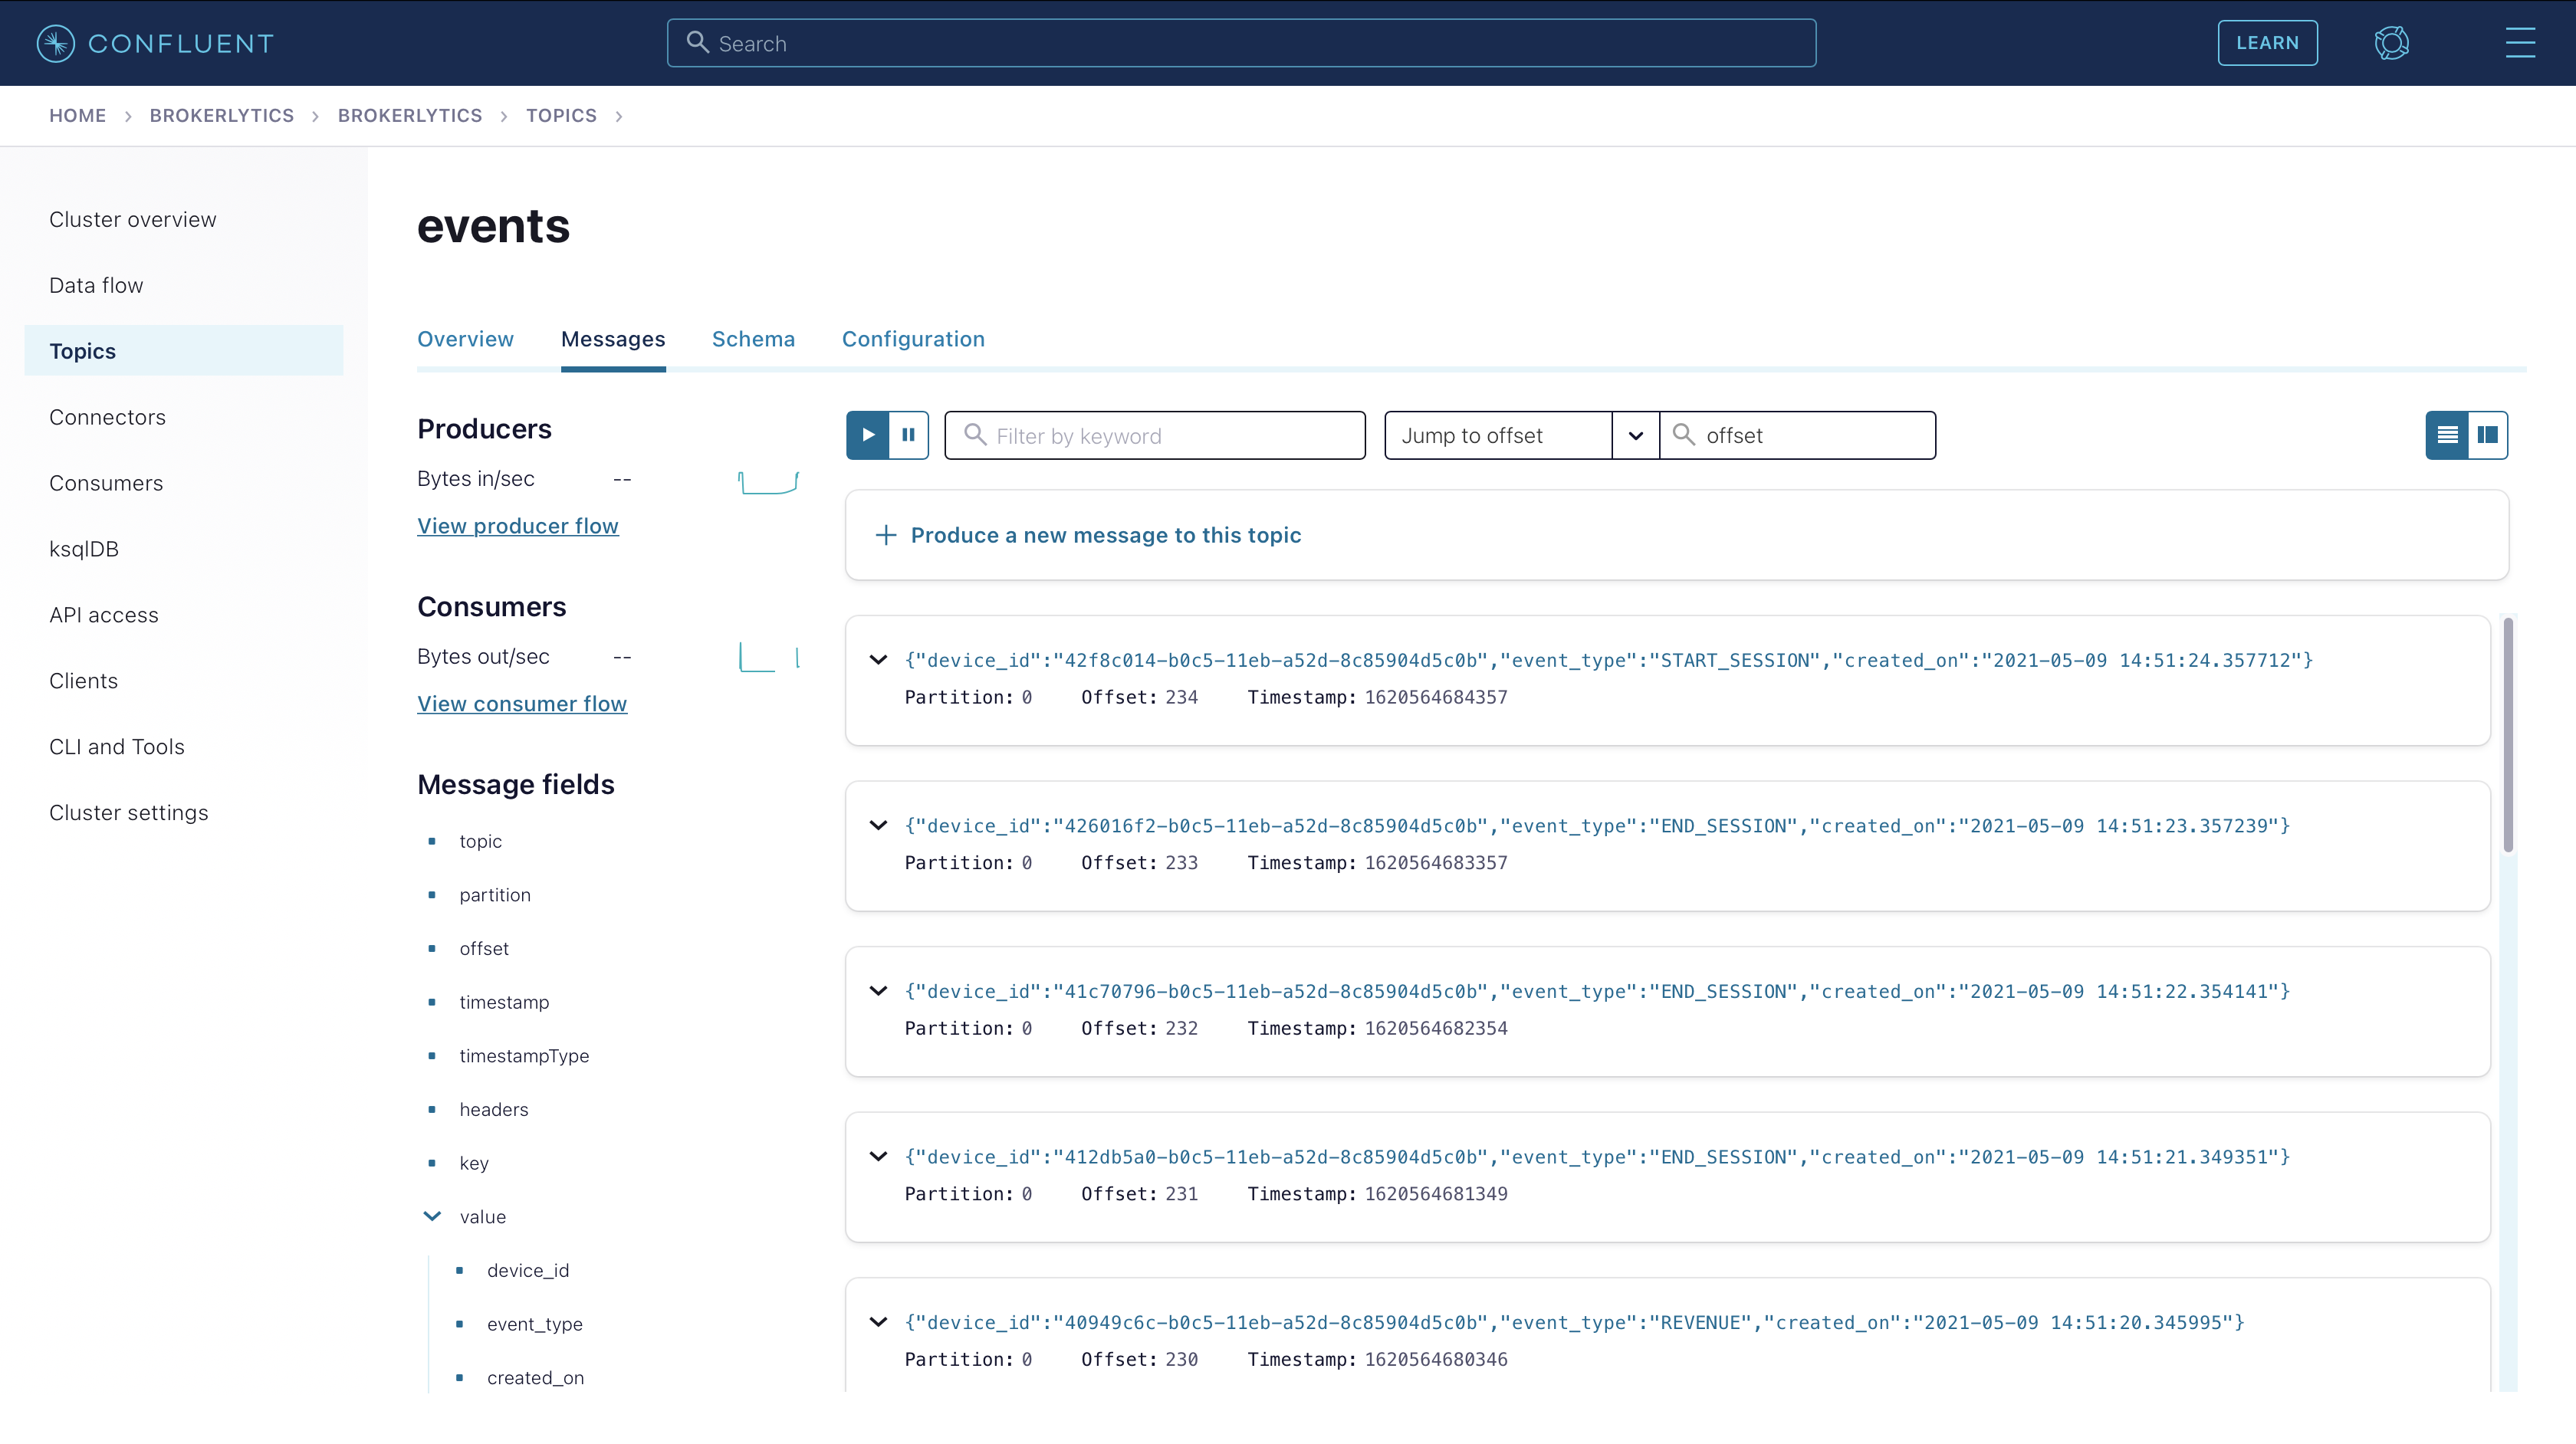 CONFLUENT
Search
LEARN
HOME > BROKERLYTICS > BROKERLYTICS > TOPICS >
Cluster overview
Data flow
Topics
Connectors
Consumers
ksqlDB
API access
Clients
CLI and Tools
Cluster settings
events
Overview Messages Schema Configuration
Producers
Bytes in/sec --
View producer flow
Consumers
Bytes out/sec --
View consumer flow
Message fields
topic
partition
offset
timestamp
timestampType
headers
key
value
device_id
event_type
created_on
Filter by keyword
Jump to offset
offset
+ Produce a new message to this topic
{"device_id":"42f8c014-b0c5-11eb-a52d-8c85904d5c0b","event_type":"START_SESSION","created_on":"2021-05-09 14:51:24.357712"}
Partition: 0 Offset: 234 Timestamp: 1620564684357
{"device_id":"426016f2-b0c5-11eb-a52d-8c85904d5c0b","event_type":"END_SESSION","created_on":"2021-05-09 14:51:23.357239"}
Partition: 0 Offset: 233 Timestamp: 1620564683357
{"device_id":"41c70796-b0c5-11eb-a52d-8c85904d5c0b","event_type":"END_SESSION","created_on":"2021-05-09 14:51:22.354141"}
Partition: 0 Offset: 232 Timestamp: 1620564682354
{"device_id":"412db5a0-b0c5-11eb-a52d-8c85904d5c0b","event_type":"END_SESSION","created_on":"2021-05-09 14:51:21.349351"}
Partition: 0 Offset: 231 Timestamp: 1620564681349
{"device_id":"40949c6c-b0c5-11eb-a52d-8c85904d5c0b","event_type":"REVENUE","created_on":"2021-05-09 14:51:20.345995"}
Partition: 0 Offset: 230 Timestamp: 1620564680346